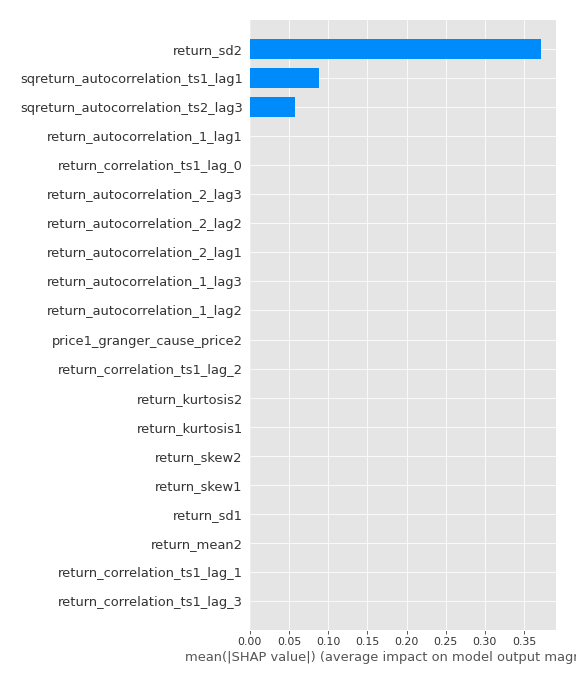 return_sd2
sqreturn_autocorrelation_ts1_lag1
sqreturn_autocorrelation_ts2_lag3
return_autocorrelation_1_lag1
return_correlation_ts1_lag_0
return_autocorrelation_2_lag3
return_autocorrelation_2_lag2
return_autocorrelation_2_lag1
return_autocorrelation_1_lag3
return_autocorrelation_1_lag2
price1_granger_cause_price2
return_correlation_ts1_lag_2
return_kurtosis2
return_kurtosis1
return_skew2
return_skew1
return_sd1
return_mean2
return_correlation_ts1_lag_1
return_correlation_ts1_lag_3
0.00 0.05 0.10 0.15 0.20 0.25 0.30 0.35
mean(|SHAP value|) (average impact on model output magn